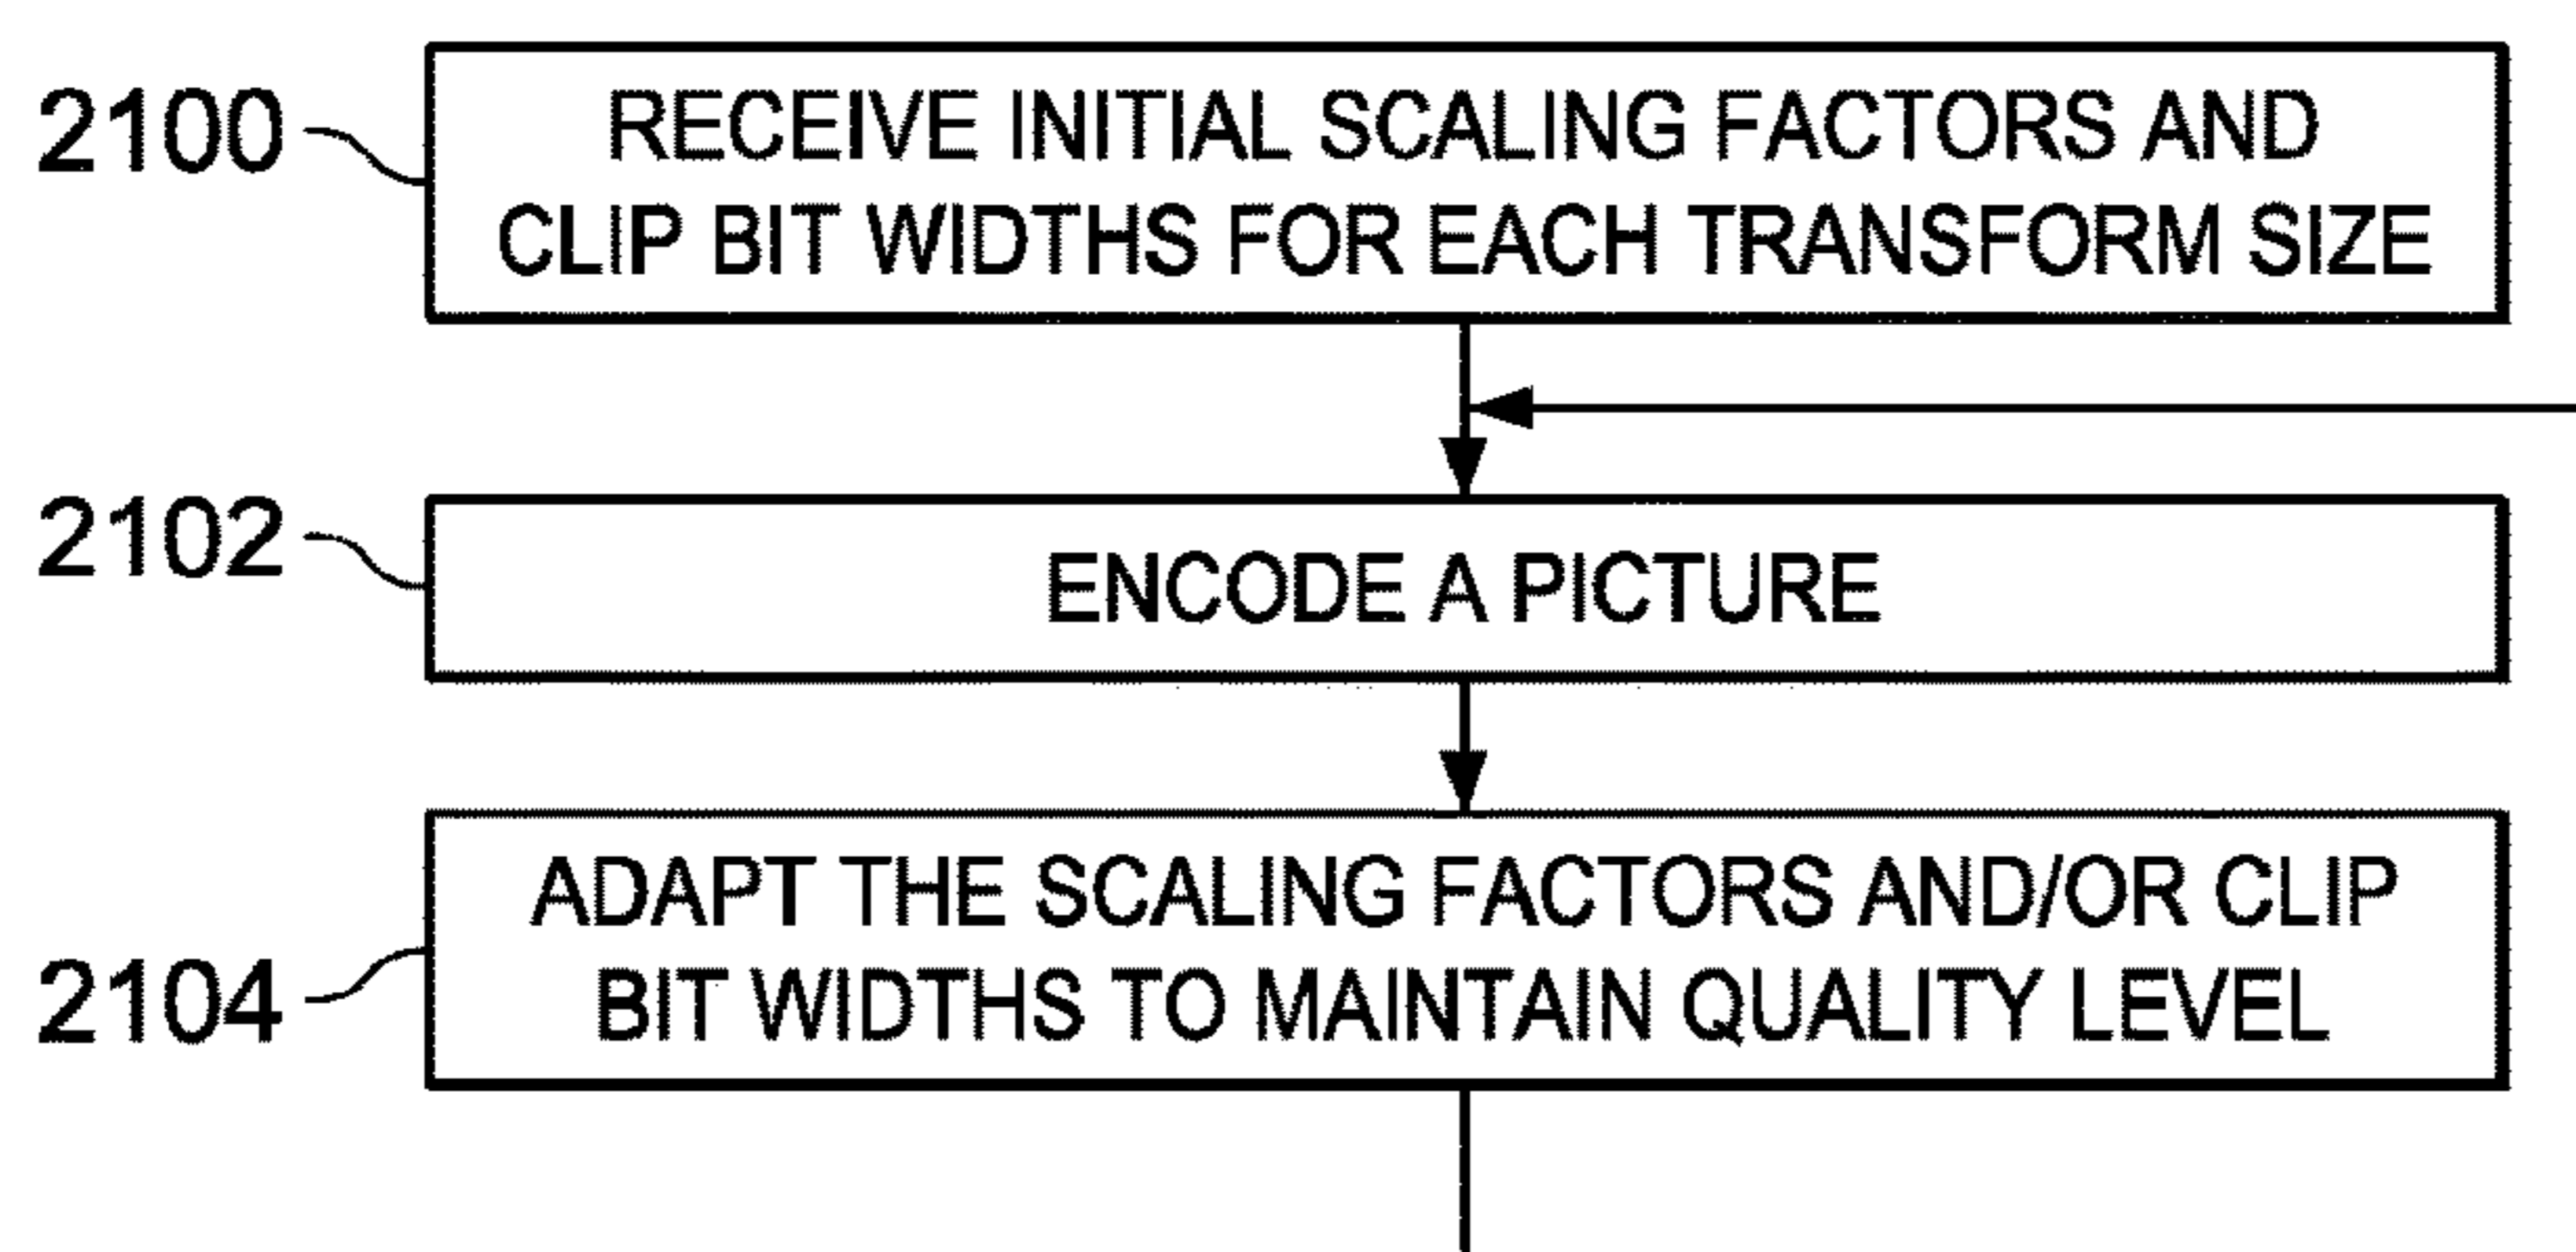 2100
RECEIVE INITIAL SCALING FACTORS AND
CLIP BIT WIDTHS FOR EACH TRANSFORM SIZE
2102
ENCODE A PICTURE
2104
ADAPT THE SCALING FACTORS AND/OR CLIP
BIT WIDTHS TO MAINTAIN QUALITY LEVEL